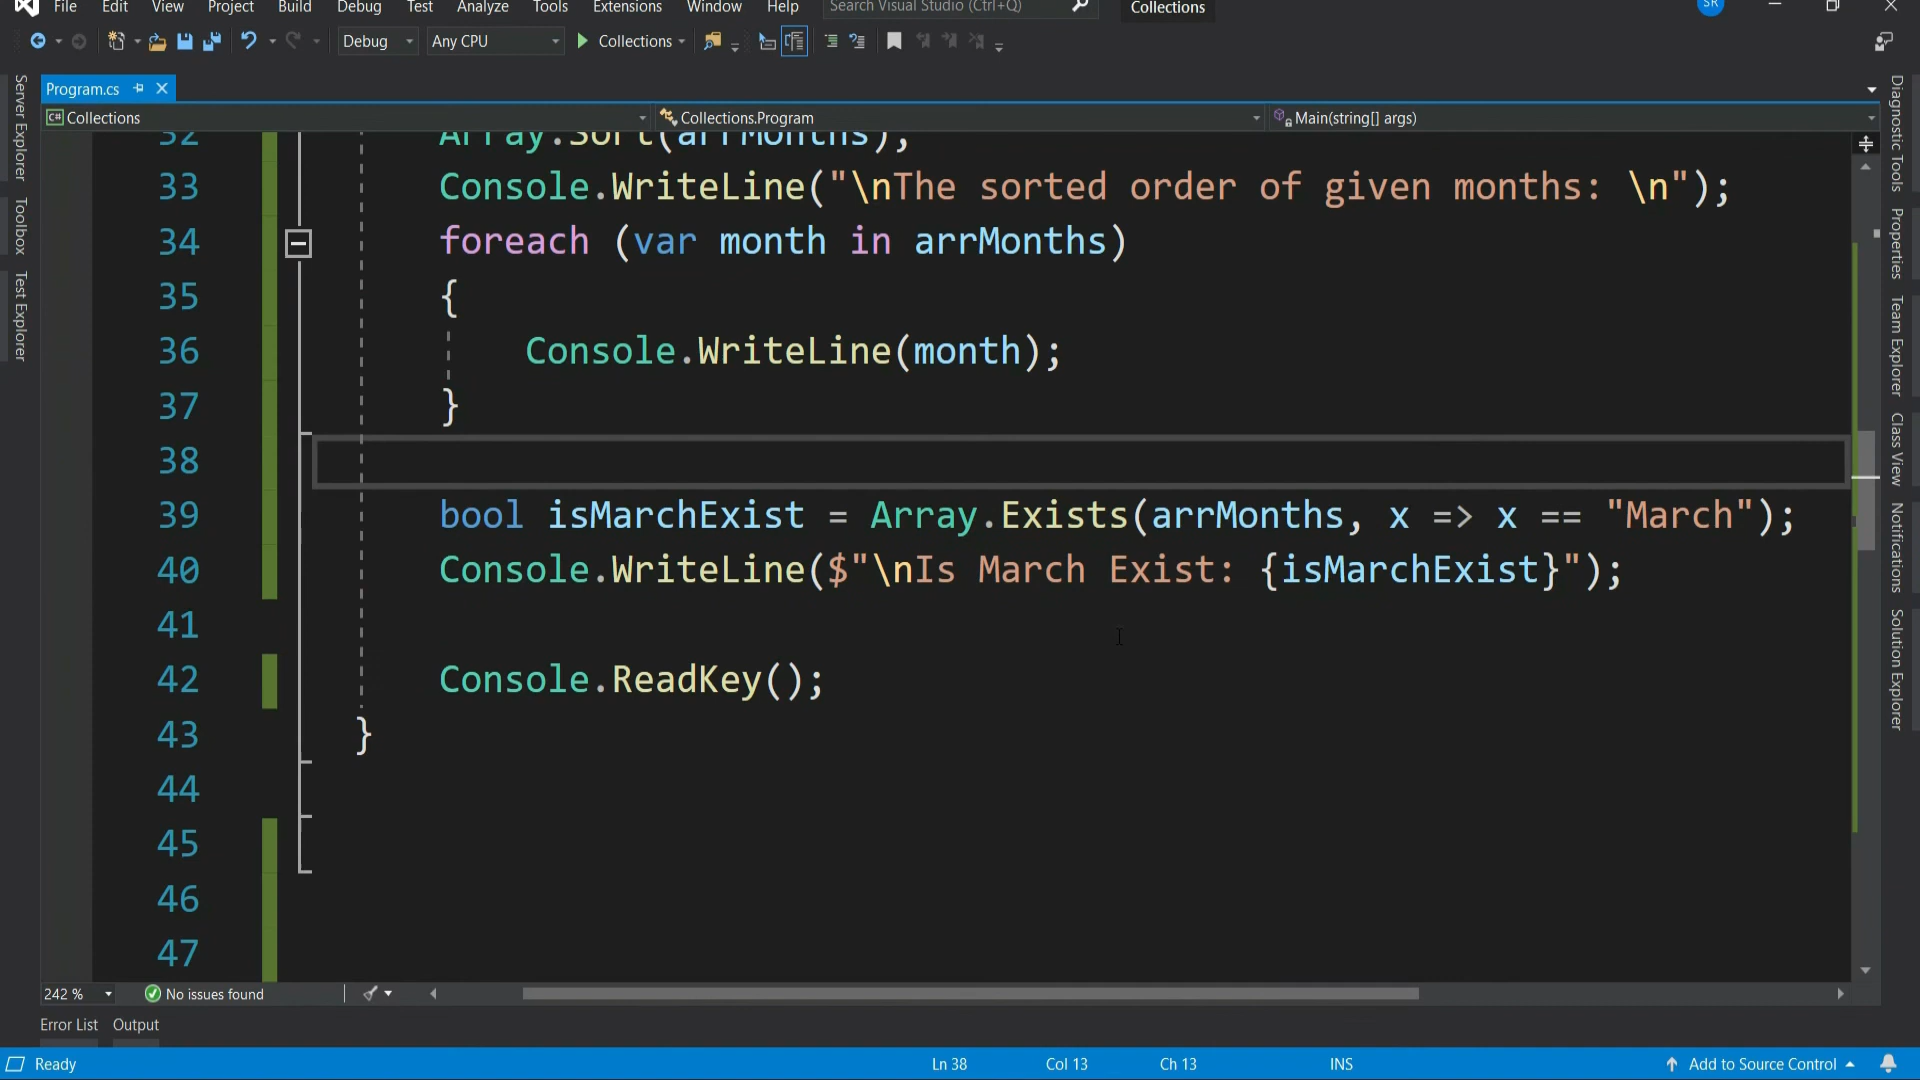 File Edit View Project Build Debug Test Analyze Tools Extensions Window Help Search Visual Studio (Ctrl+Q) Collections SR
Debug Any CPU Collections
Program.cs
C# Collections Collections.Program Main(string[] args)
Server Explorer
Toolbox
Test Explorer
32 Array.Sort(arrMonths);
33 Console.WriteLine("\nThe sorted order of given months: \n");
34 foreach (var month in arrMonths)
35 {
36 Console.WriteLine(month);
37 }
38
39 bool isMarchExist = Array.Exists(arrMonths, x => x == "March");
40 Console.WriteLine($"\nIs March Exist: {isMarchExist}");
41
42 Console.ReadKey();
43 }
44
45
46
47
Diagnostic Tools
Properties
Team Explorer
Class View
Notifications
Solution Explorer
242 % No issues found
Error List Output
Ready Ln 38 Col 13 Ch 13 INS Add to Source Control